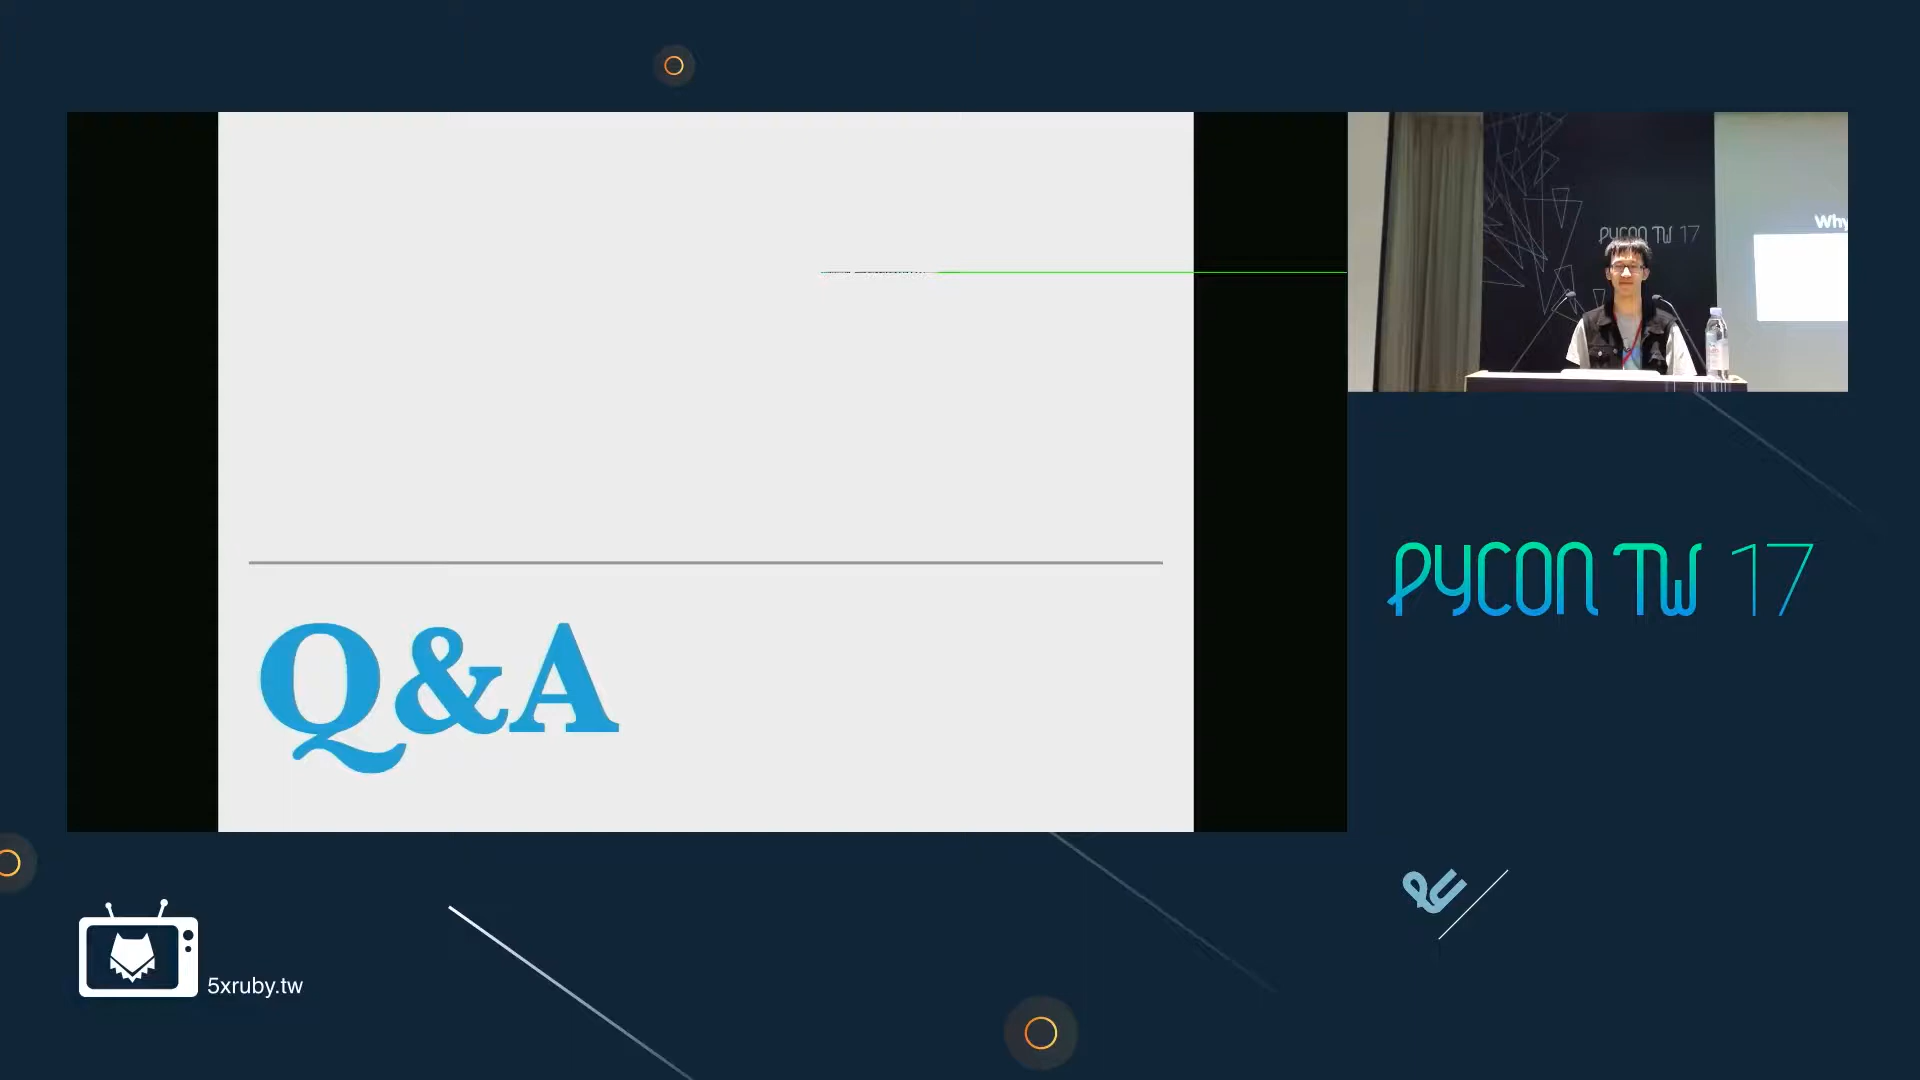 Q&A
Why
PYCON TW 17
PYCON TW 17
5xruby.tw